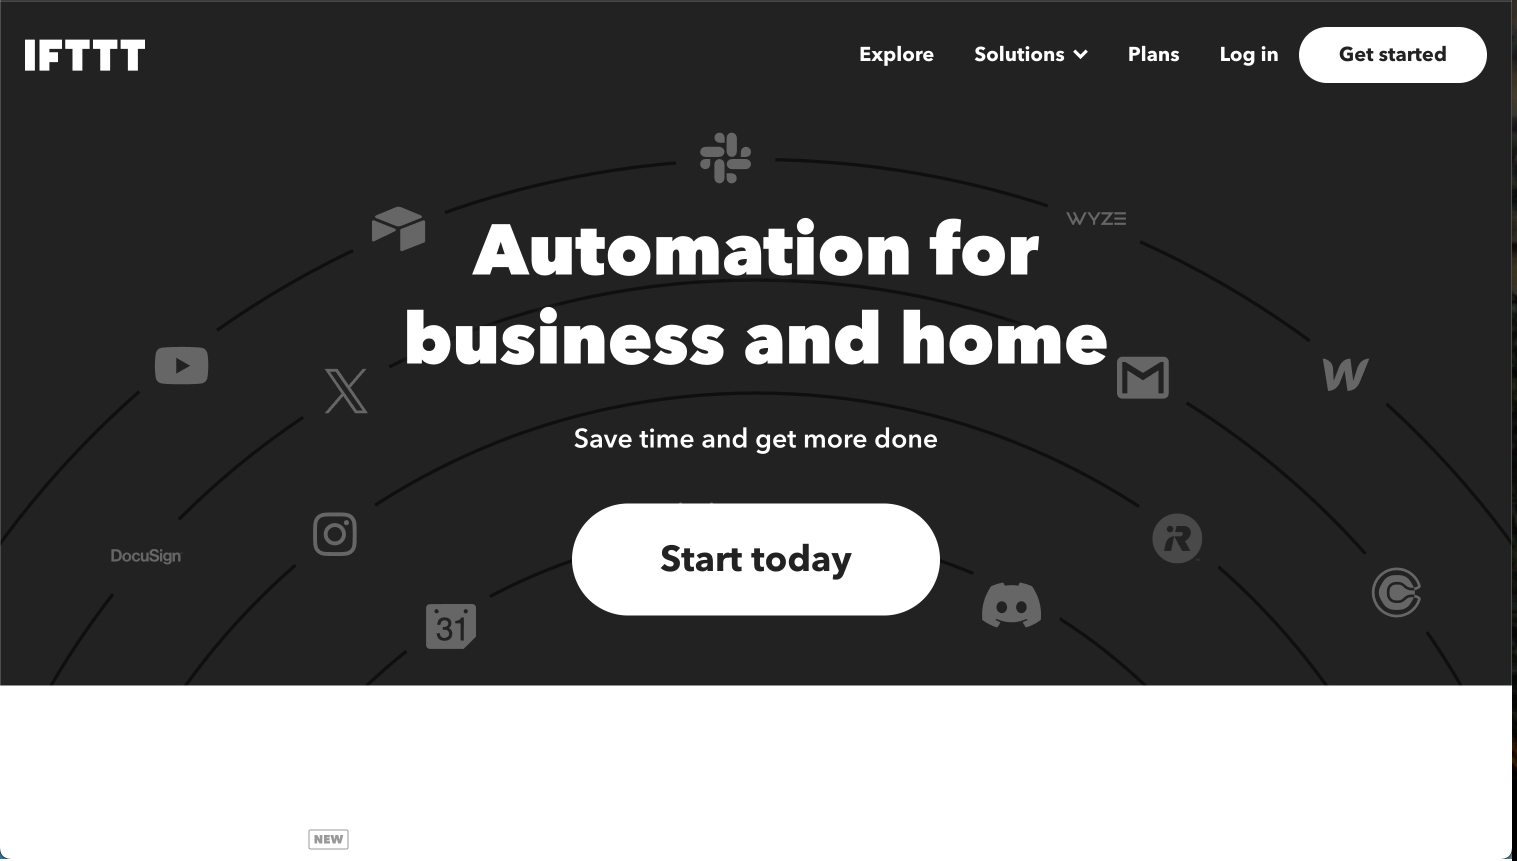 IFTTT
Explore
Solutions
Plans
Log in
Get started
WYZE
Automation for
business and home
Save time and get more done
Start today
DocuSign
31
NEW